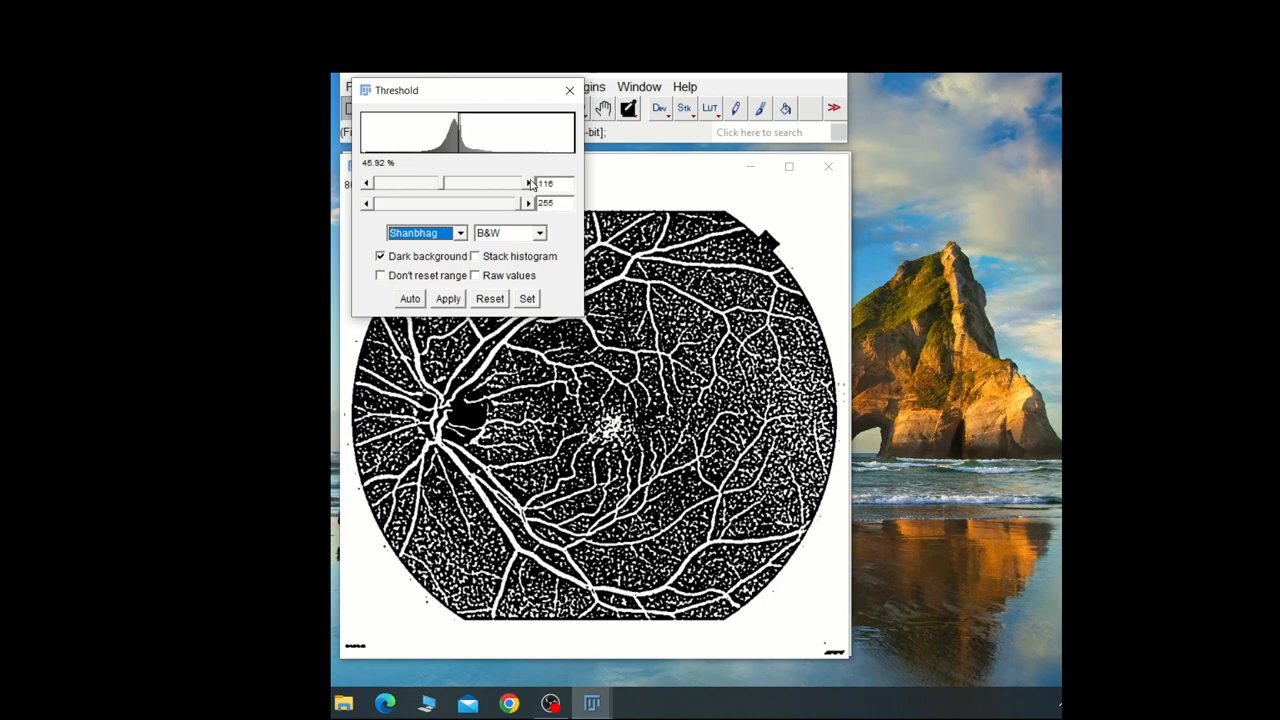 Threshold
gins Window Help
Dev Stk LUT
-bit];
Click here to search
45.92 %
116
255
Shanbhag
B&W
Dark background Stack histogram
Don't reset range Raw values
Auto Apply Reset Set